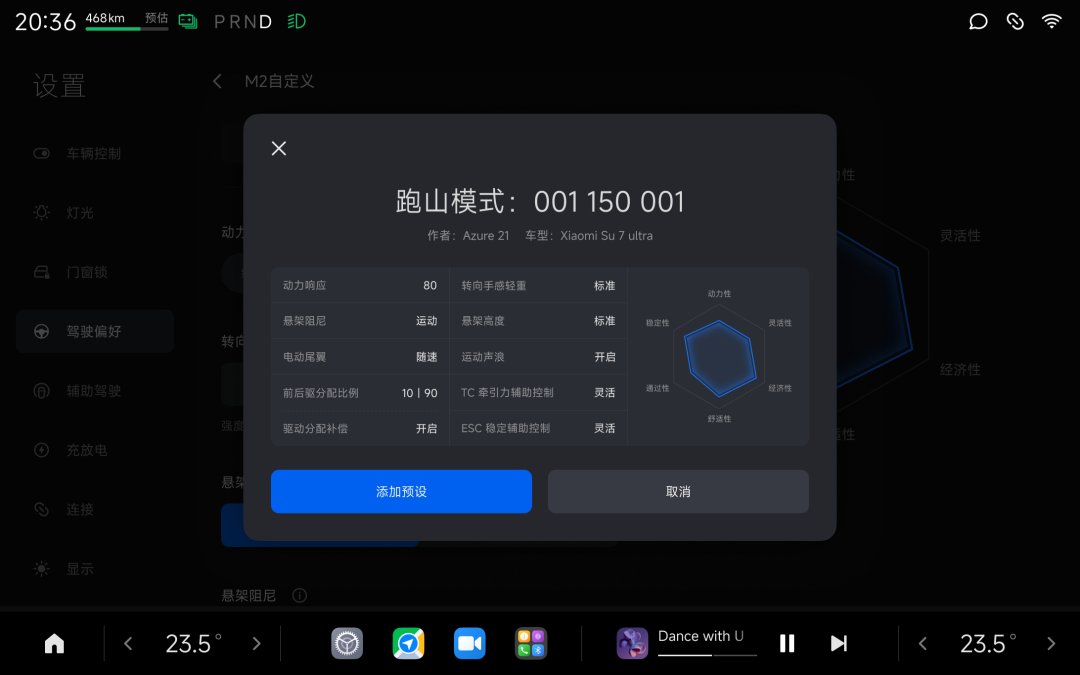 20:36 468km 预估 PRND
设置
M2自定义
车辆控制
灯光
门窗锁
驾驶偏好
辅助驾驶
充放电
连接
显示
动力
转向
强度
悬架
悬架阻尼
力性
灵活性
经济性
适性
跑山模式：001 150 001
作者：Azure 21 车型：Xiaomi Su 7 ultra
动力响应 80 转向手感轻重 标准
悬架阻尼 运动 悬架高度 标准
电动尾翼 随速 运动声浪 开启
前后驱分配比例 10 | 90 TC 牵引力辅助控制 灵活
驱动分配补偿 开启 ESC 稳定辅助控制 灵活
动力性
稳定性 灵活性
通过性 经济性
舒适性
添加预设 取消
23.5° Dance with U 23.5°